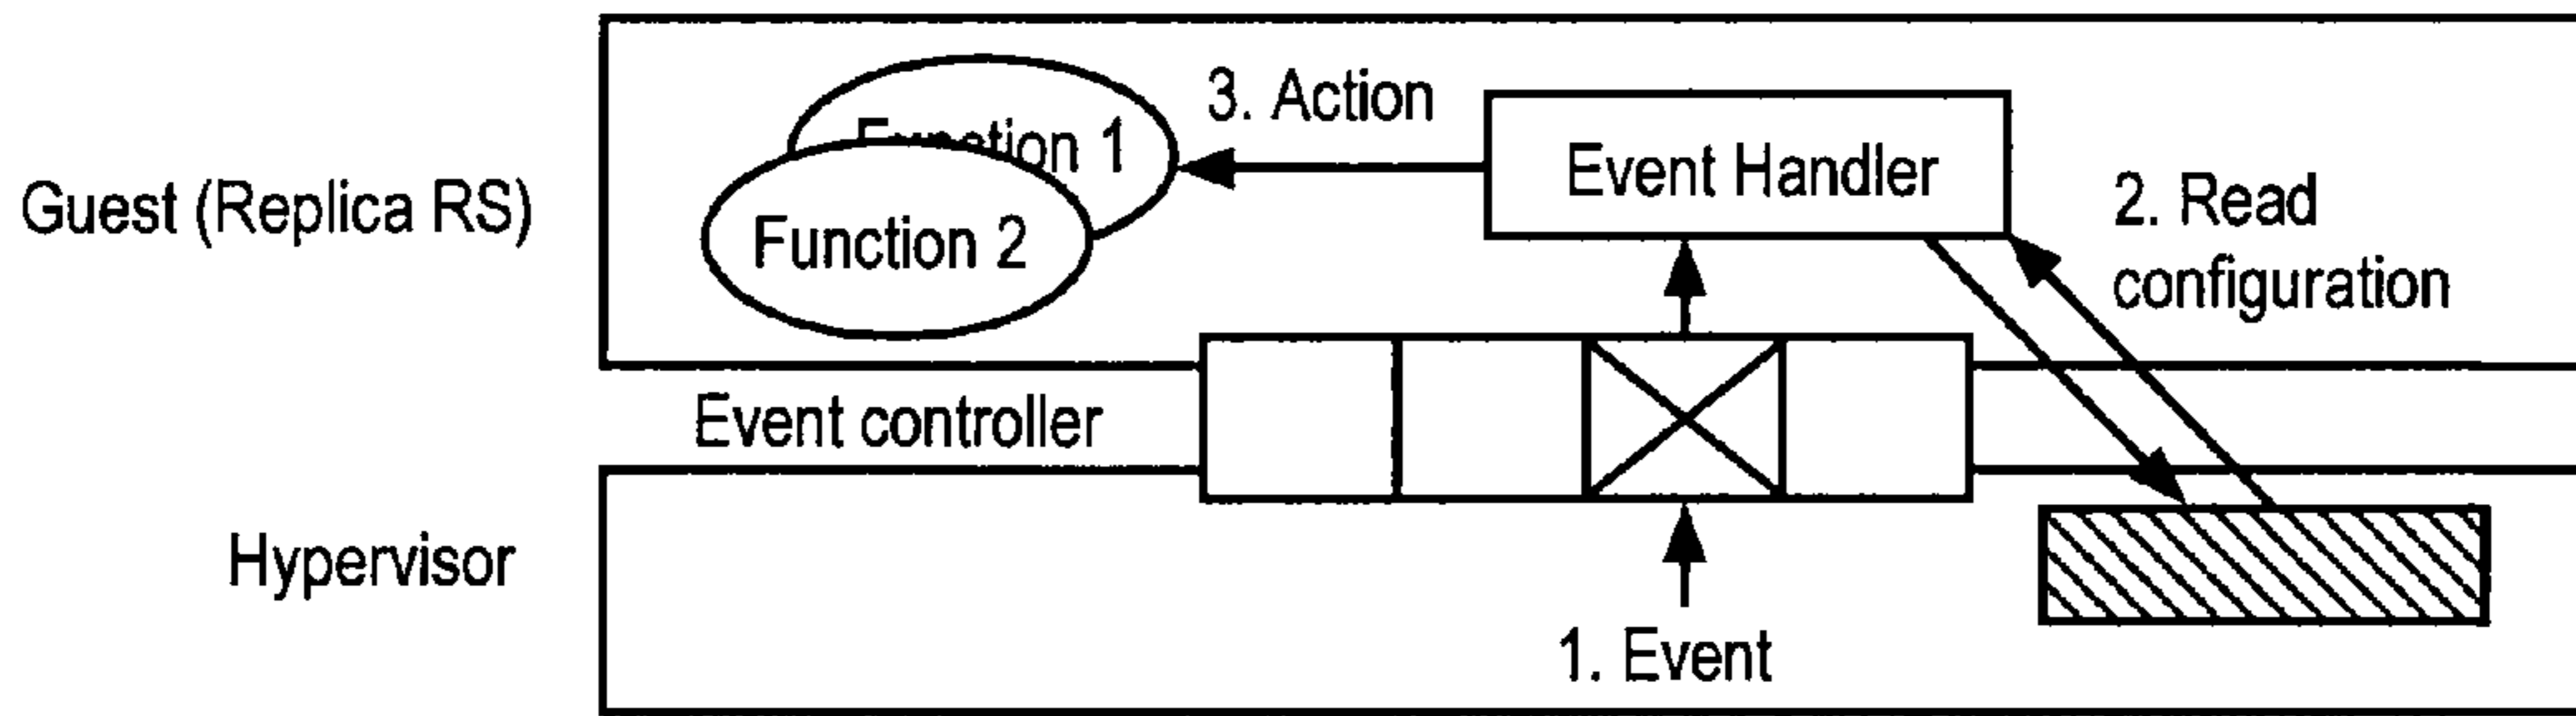 3. Action
Function 1
Event Handler
Guest (Replica RS)
2. Read
configuration
Function 2
Event controller
Hypervisor
1. Event